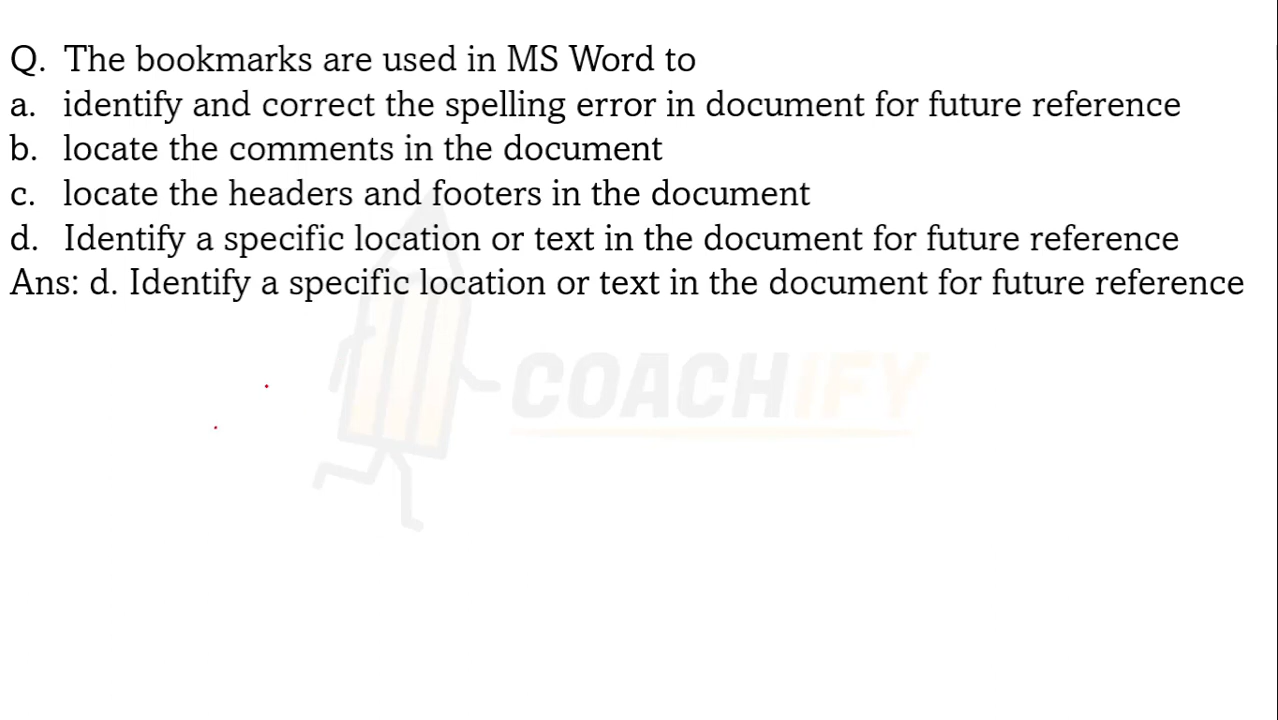 Q. The bookmarks are used in MS Word to
a. identify and correct the spelling error in document for future reference
b. locate the comments in the document
c. locate the headers and footers in the document
d. Identify a specific location or text in the document for future reference
Ans: d. Identify a specific location or text in the document for future reference
COACHIFY